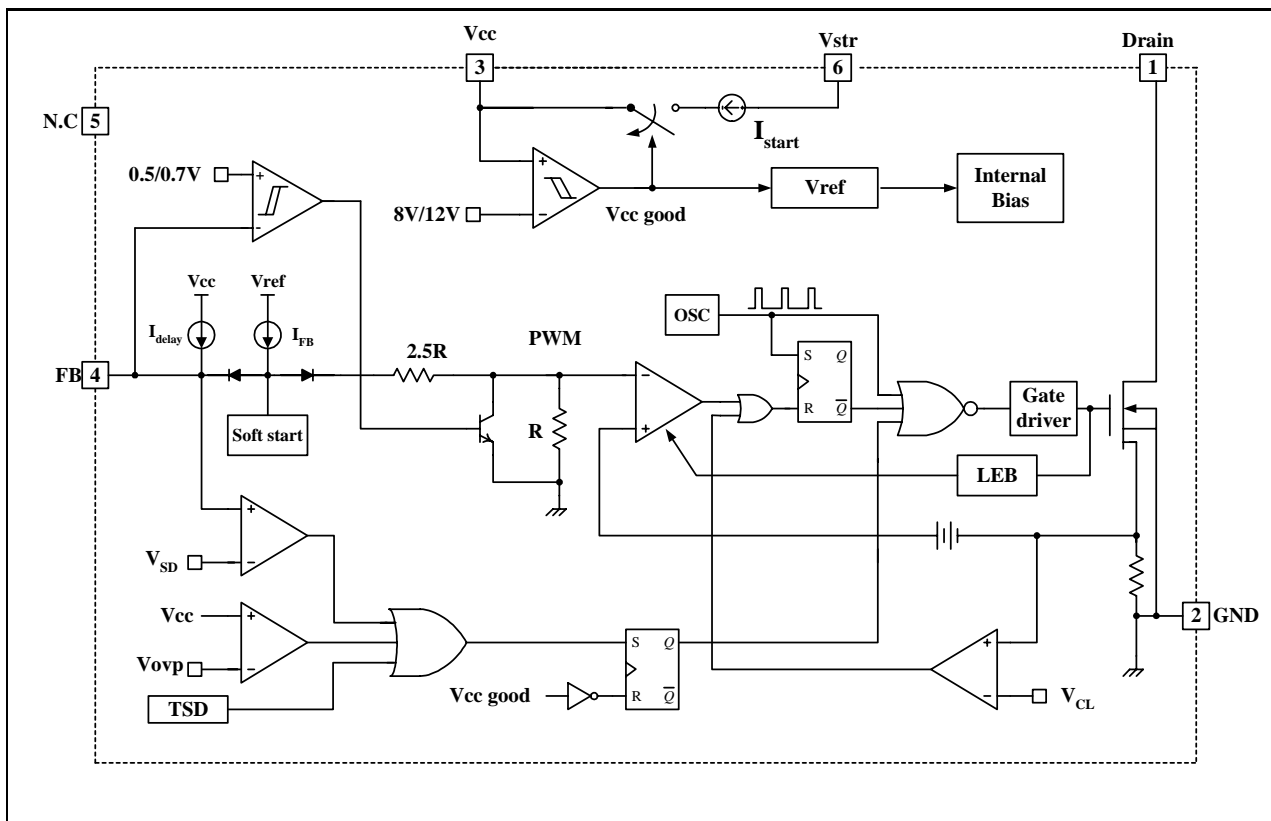 Vcc
Vstr
Drain
3
6
1
N.C 5
I start
0.5/0.7V
+
-
+
−
8V/12V
Vcc good
Vref
Internal
Bias
Vcc
Vref
I delay
I FB
OSC
PWM
2.5R
FB 4
Soft start
R
−
+
S Q
R Q
Gate
driver
LEB
+
−
V SD
Vcc
+
−
Vovp
TSD
S Q
R Q
Vcc good
2 GND
+
−
V CL